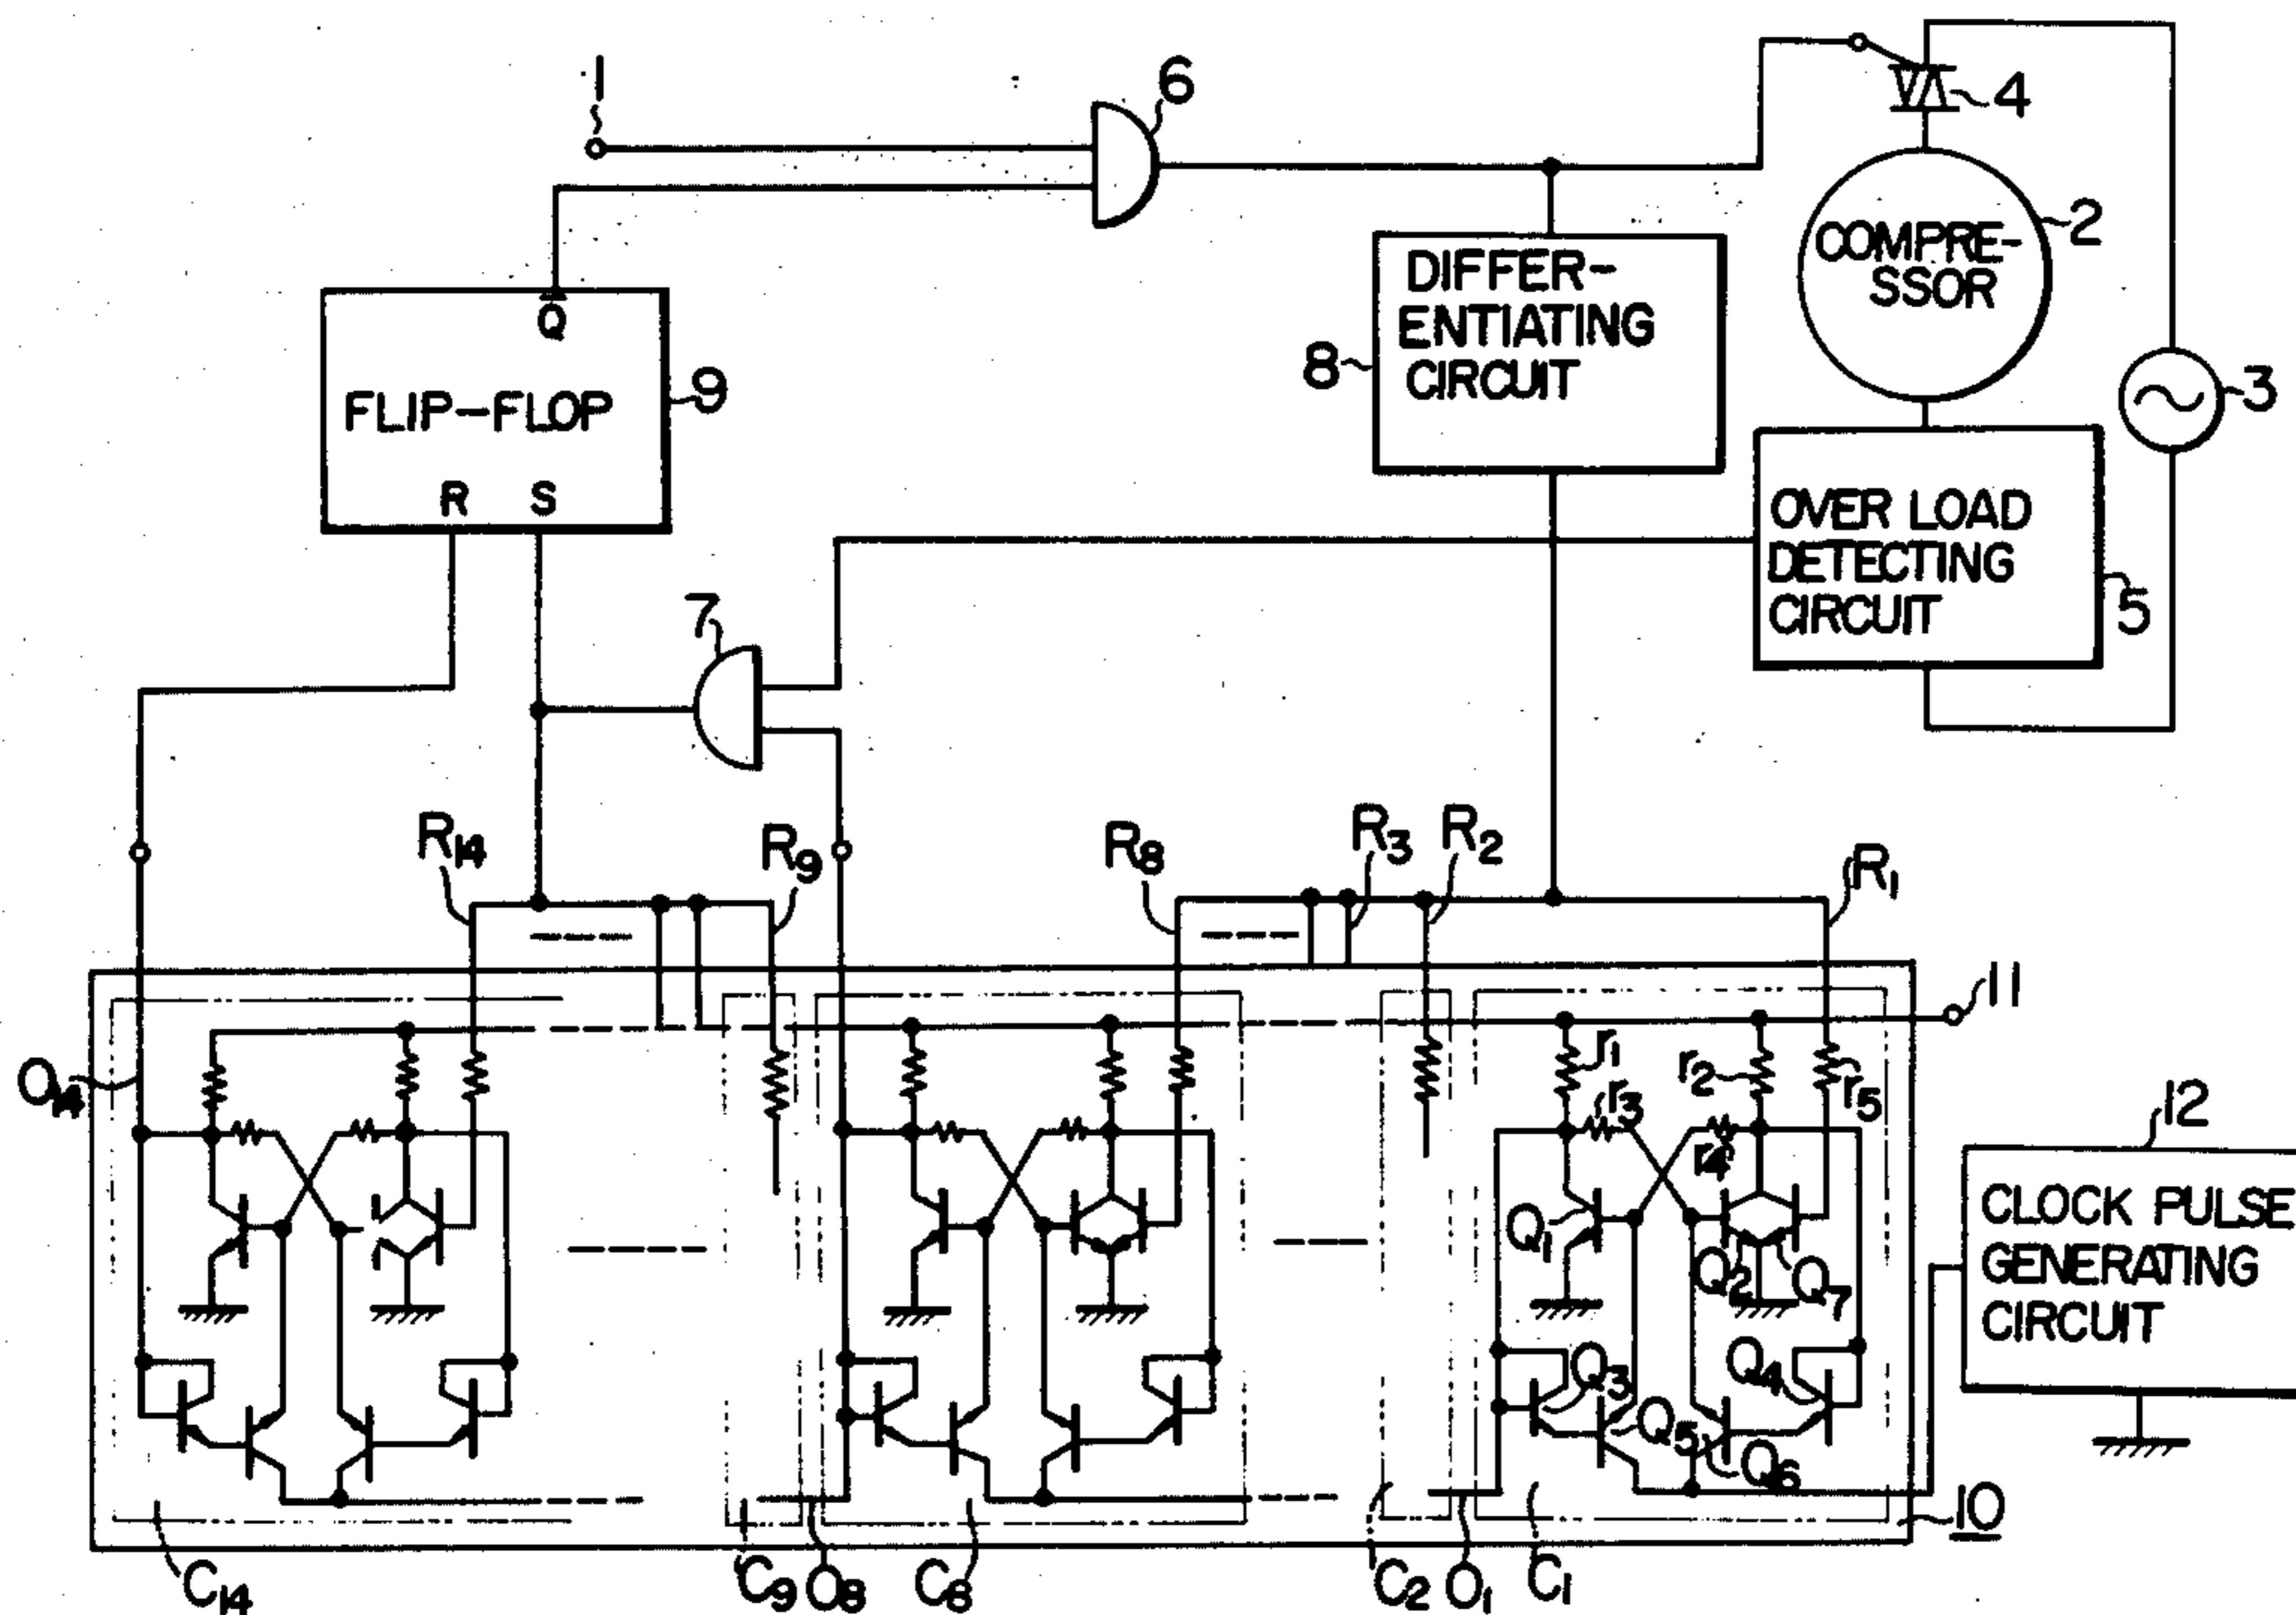 1
6
4
COMPRE-
SSOR
2
DIFFER-
ENTIATING
CIRCUIT
8
Q̄
FLIP-FLOP
9
R S
3
OVER LOAD
DETECTING
CIRCUIT
5
7
R14
R9
R8
R3
R2
R1
11
O14
r1
r2
r3
r4
r5
12
CLOCK PULSE
GENERATING
CIRCUIT
Q1
Q2
Q7
Q3
Q4
Q5
Q6
10
C14
C9
O8
C8
C2
O1
C1